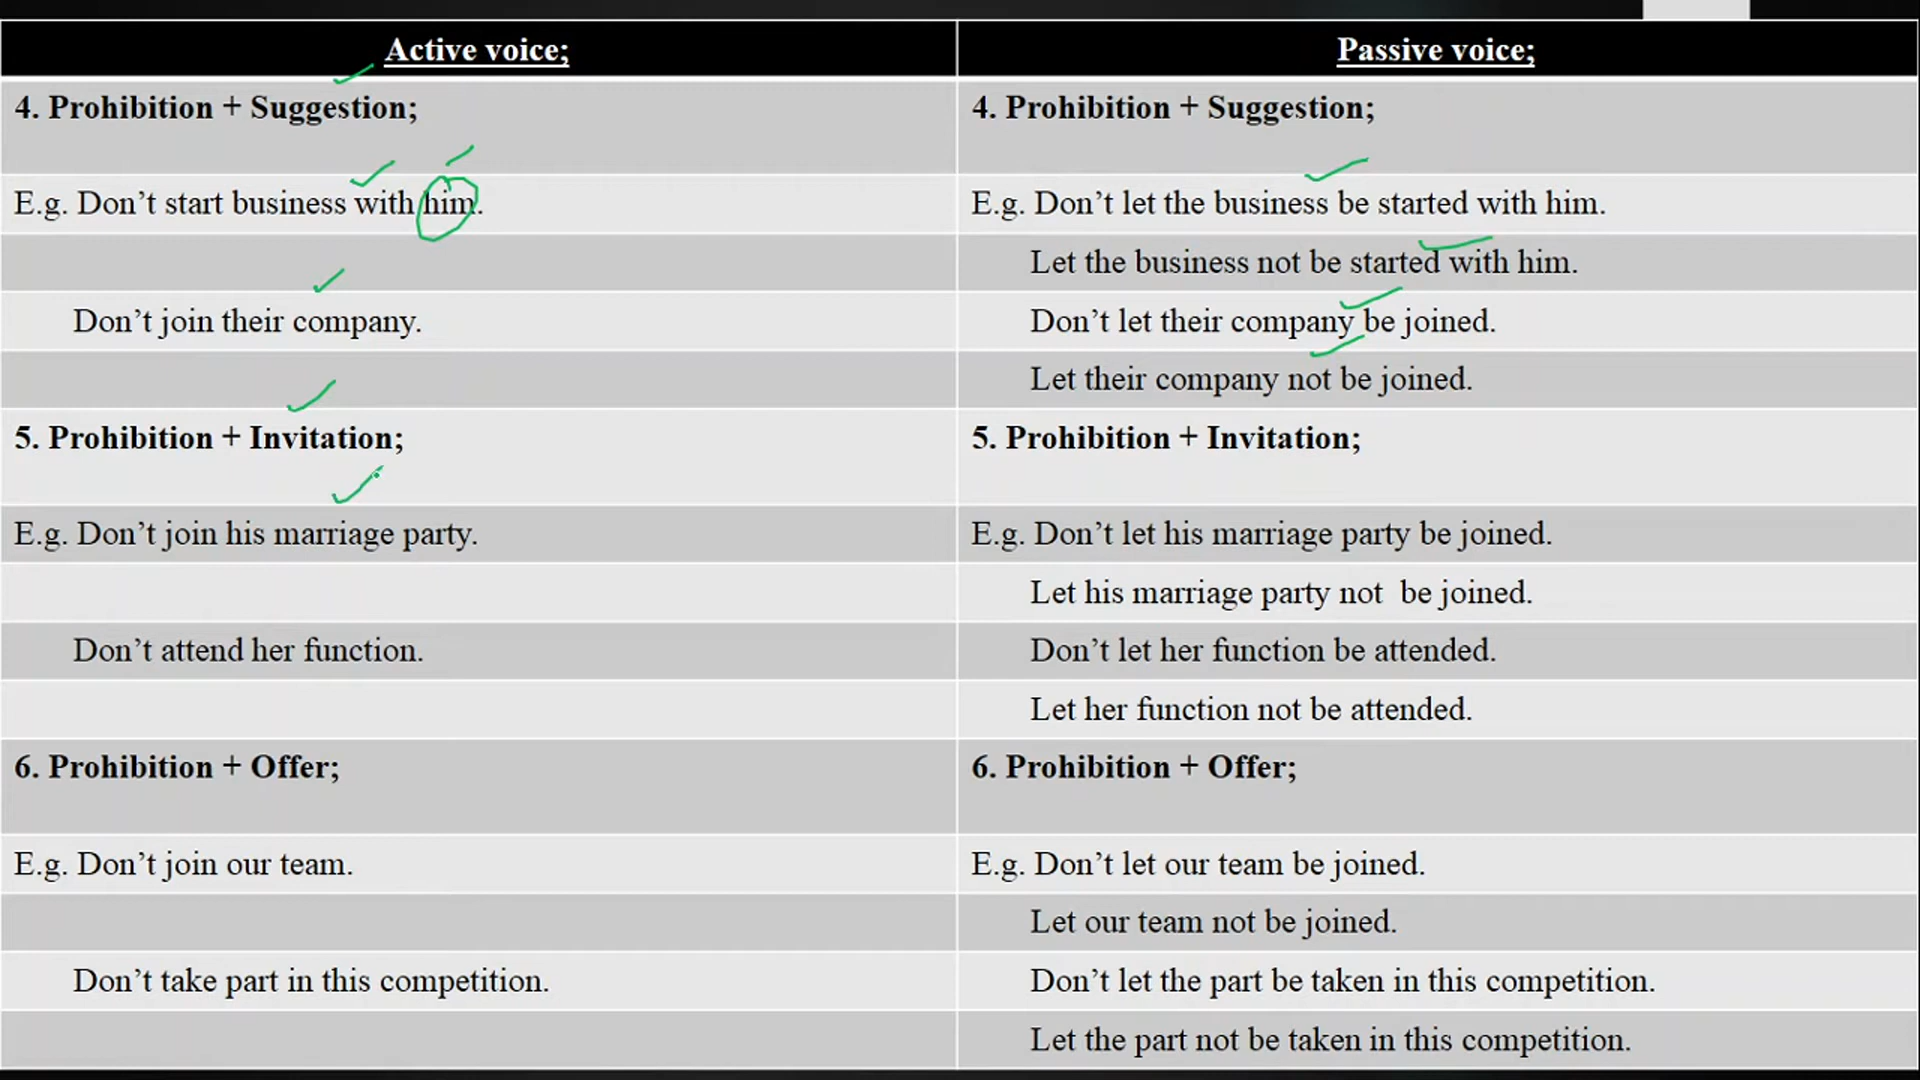 Active voice;
Passive voice;
4. Prohibition + Suggestion;
4. Prohibition + Suggestion;
E.g. Don’t start business with him.
E.g. Don’t let the business be started with him.
Let the business not be started with him.
Don’t join their company.
Don’t let their company be joined.
Let their company not be joined.
5. Prohibition + Invitation;
5. Prohibition + Invitation;
E.g. Don’t join his marriage party.
E.g. Don’t let his marriage party be joined.
Let his marriage party not  be joined.
Don’t attend her function.
Don’t let her function be attended.
Let her function not be attended.
6. Prohibition + Offer;
6. Prohibition + Offer;
E.g. Don’t join our team.
E.g. Don’t let our team be joined.
Let our team not be joined.
Don’t take part in this competition.
Don’t let the part be taken in this competition.
Let the part not be taken in this competition.